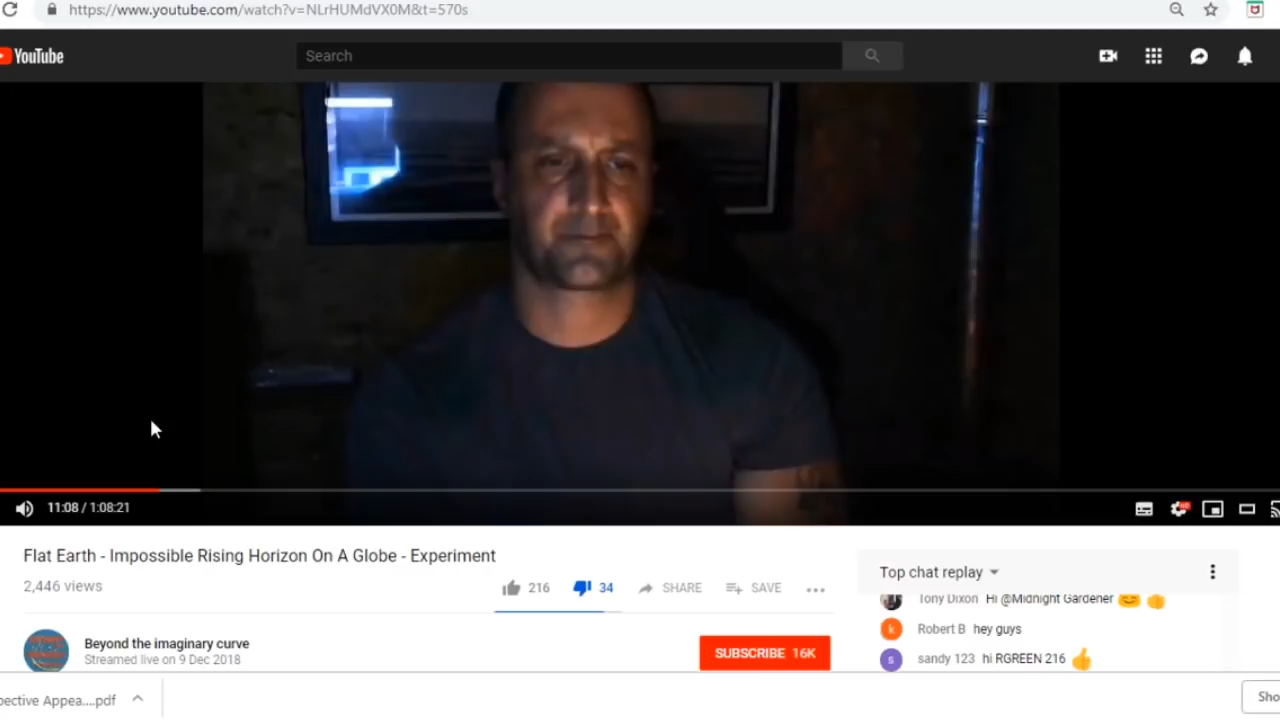 https://www.youtube.com/watch?v=NLrHUMdVX0M&t=570s
YouTube
Search
11:08 / 1:08:21
Flat Earth - Impossible Rising Horizon On A Globe - Experiment
2,446 views
216
34
SHARE
SAVE
Beyond the imaginary curve
Streamed live on 9 Dec 2018
SUBSCRIBE 16K
Top chat replay
Tony Dixon Hi @Midnight Gardener 😊 👍
Robert B hey guys
sandy 123 hi RGREEN 216 👍
pective Appea....pdf
Sho